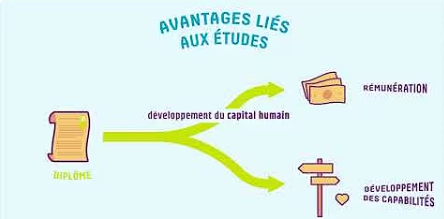 AVANTAGES LIÉS
AUX ÉTUDES
RÉMUNÉRATION
développement du capital humain
DIPLÔME
DÉVELOPPEMENT
DES CAPABILITÉS